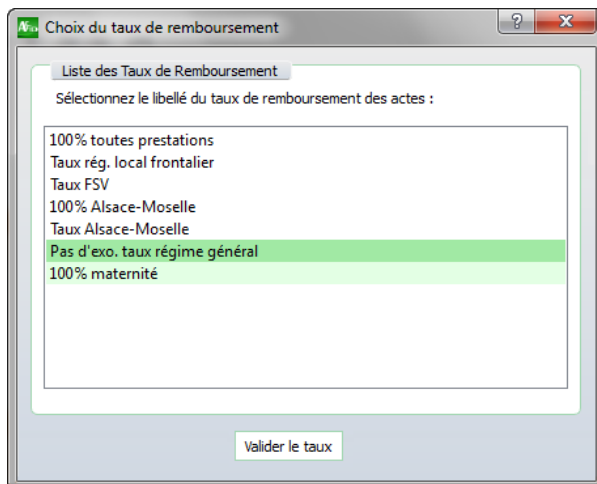 Choix du taux de remboursement
Liste des Taux de Remboursement
Sélectionnez le libellé du taux de remboursement des actes :
100% toutes prestations
Taux rég. local frontalier
Taux FSV
100% Alsace-Moselle
Taux Alsace-Moselle
Pas d'exo. taux régime général
100% maternité
Valider le taux